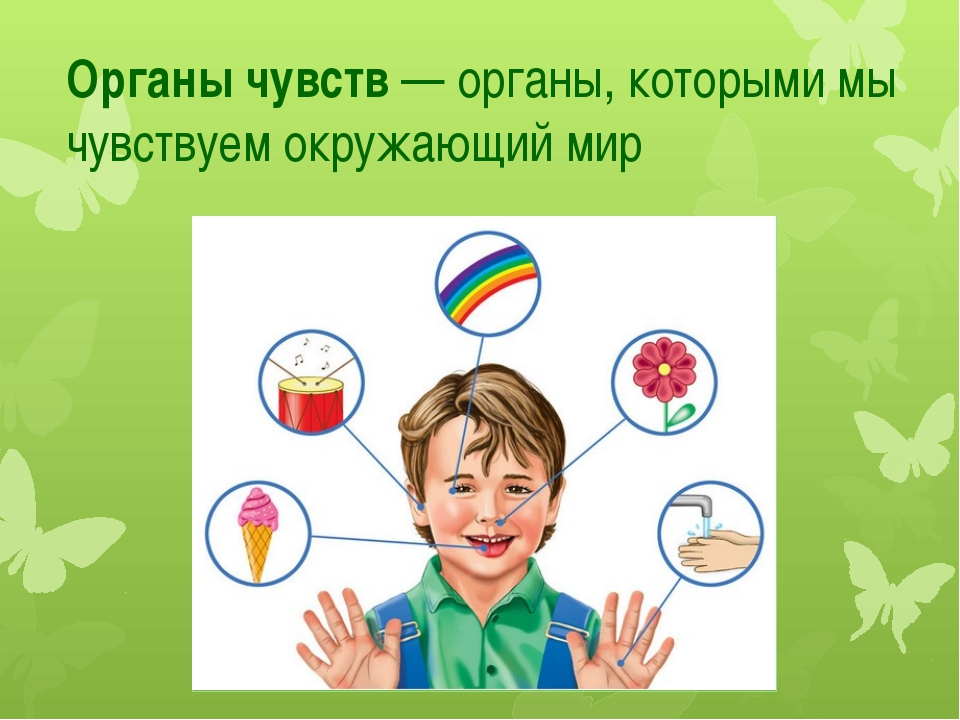 Органы чувств — органы, которыми мы
чувствуем окружающий мир